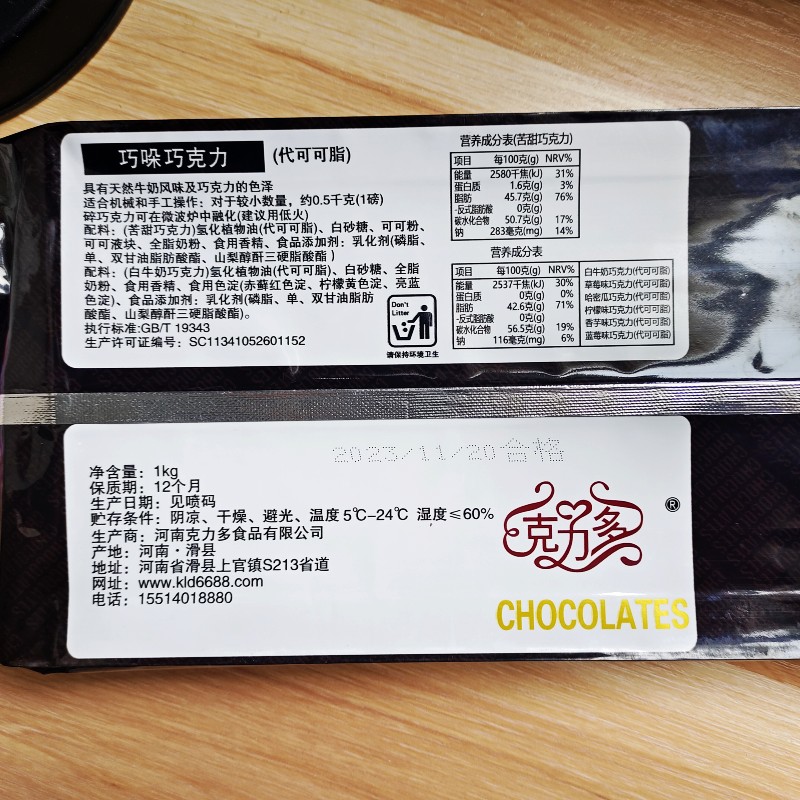 巧哚巧克力 (代可可脂)
具有天然牛奶风味及巧克力的色泽
适合机械和手工操作：对于较小数量，约0.5千克(1磅)
碎巧克力可在微波炉中融化(建议用低火)
配料：(苦甜巧克力)氢化植物油(代可可脂)、白砂糖、可可粉、
可可液块、全脂奶粉、食用香精、食品添加剂：乳化剂(磷脂、
单、双甘油脂肪酸酯、山梨醇酐三硬脂酸酯)
配料：(白牛奶巧克力)氢化植物油(代可可脂)、白砂糖、全脂
奶粉、食用香精、食用色淀(赤藓红色淀、柠檬黄色淀、亮蓝
色淀)、食品添加剂：乳化剂(磷脂、单、双甘油脂肪
酸酯、山梨醇酐三硬脂酸酯)。
执行标准:GB/T 19343
生产许可证编号：SC11341052601152
Don't
Litter
请保持环境卫生
营养成分表(苦甜巧克力)
项目 每100克(g) NRV%
能量 2580千焦(kJ) 31%
蛋白质 1.6克(g) 3%
脂肪 45.7克(g) 76%
-反式脂肪酸 0克(g)
碳水化合物 50.7克(g) 17%
钠 283毫克(mg) 14%
营养成分表
项目 每100克(g) NRV%
能量 2537千焦(kJ) 30%
蛋白质 0克(g) 0%
脂肪 42.6克(g) 71%
-反式脂肪酸 0克(g)
碳水化合物 56.5克(g) 19%
钠 116毫克(mg) 6%
白牛奶巧克力(代可可脂)
草莓味巧克力(代可可脂)
哈密瓜巧克力(代可可脂)
柠檬味巧克力(代可可脂)
香芋味巧克力(代可可脂)
蓝莓味巧克力(代可可脂)
2023/11/20合格
净含量：1kg
保质期：12个月
生产日期：见喷码
贮存条件：阴凉、干燥、避光、温度5℃-24℃ 湿度≤60%
生产商：河南克力多食品有限公司
产地：河南·滑县
地址：河南省滑县上官镇S213省道
网址：www.kld6688.com
电话：15514018880
克力多®
CHOCOLATES